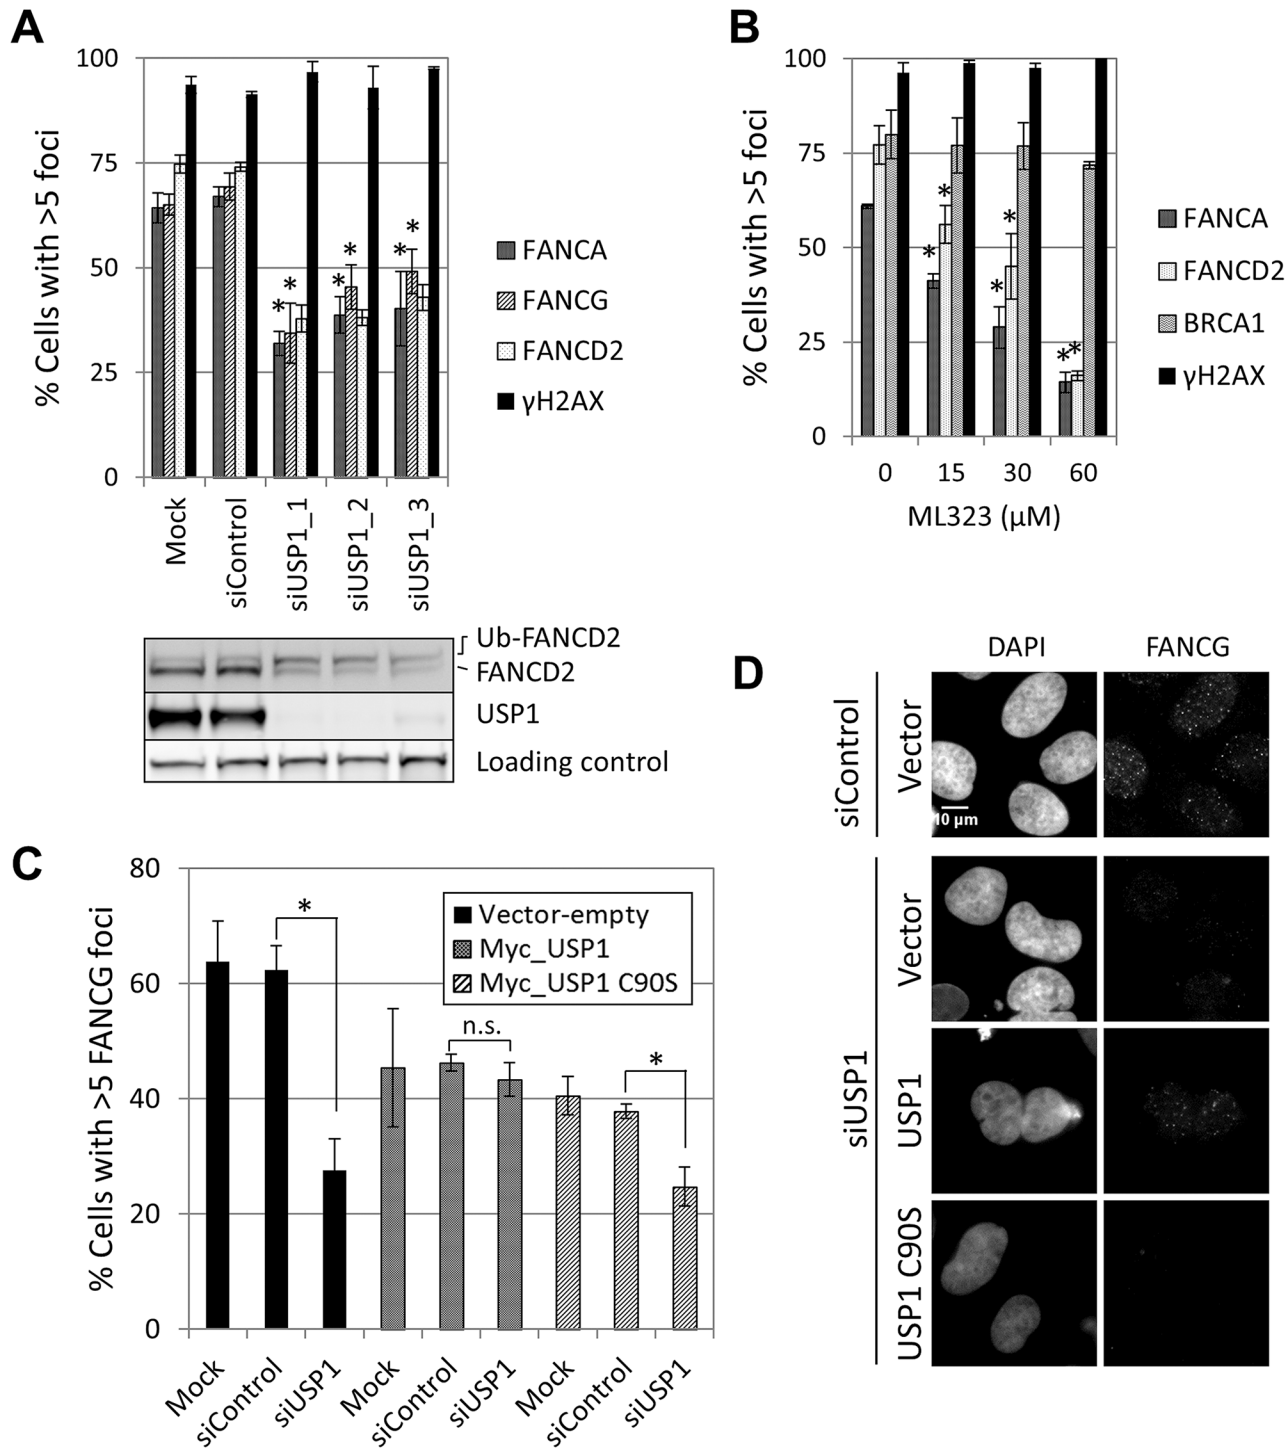 A
% Cells with >5 foci
100
75
50
25
0
* * * * * *
Mock
siControl
siUSP1_1
siUSP1_2
siUSP1_3
FANCA
FANCG
FANCD2
γH2AX
Ub-FANCD2
FANCD2
USP1
Loading control
B
% Cells with >5 foci
100
75
50
25
0
* * * * * *
0 15 30 60
ML323 (μM)
FANCA
FANCD2
BRCA1
γH2AX
C
% Cells with >5 FANCG foci
80
60
40
20
0
*
n.s.
*
Vector-empty
Myc_USP1
Myc_USP1 C90S
Mock
siControl
siUSP1
Mock
siControl
siUSP1
Mock
siControl
siUSP1
D
DAPI FANCG
siControl
Vector
10 μm
siUSP1
Vector
USP1
USP1 C90S